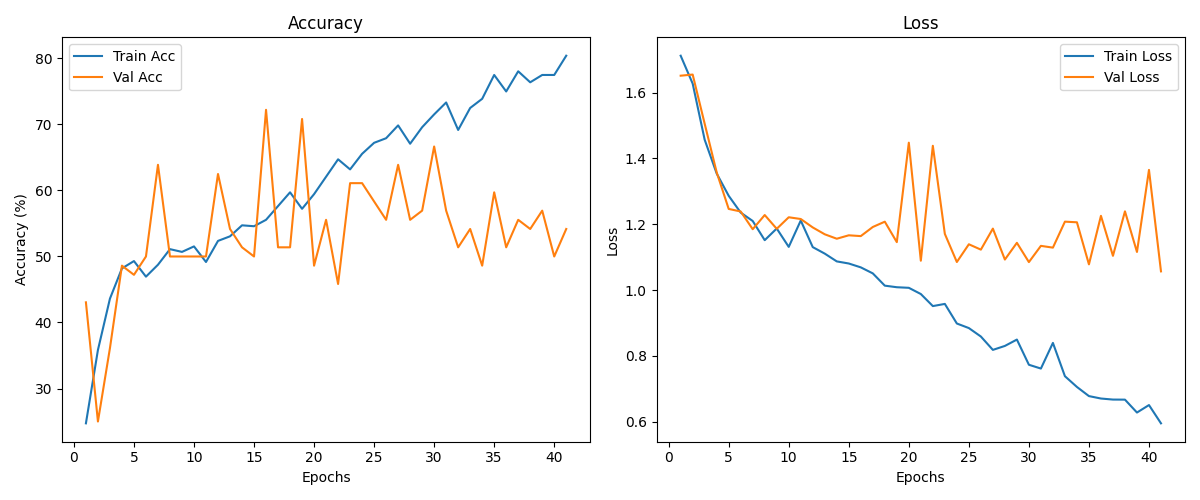 Accuracy
Train Acc
Val Acc
Accuracy (%)
80
70
60
50
40
30
0 5 10 15 20 25 30 35 40
Epochs
Loss
Train Loss
Val Loss
Loss
1.6
1.4
1.2
1.0
0.8
0.6
0 5 10 15 20 25 30 35 40
Epochs